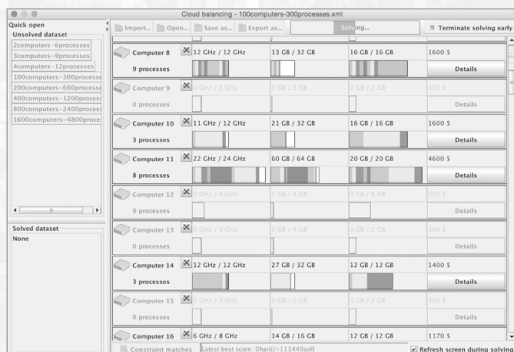 Cloud balancing - 100computers-300processes.xml
Quick open
Unsolved dataset
2computers-6processes
3computers-9processes
4computers-12processes
100computers-300processe
200computers-600processe
400computers-1200process
800computers-2400process
1600computers-4800proce
Solved dataset
None
Import... Open... Save as... Export as... Solving... Terminate solving early
Computer 8 12 GHz / 12 GHz 13 GB / 32 GB 16 GB / 16 GB 1600 $
9 processes Details
Computer 9 0 GHz / 3 GHz
0 processes Details
Computer 10 11 GHz / 12 GHz 21 GB / 32 GB 16 GB / 16 GB 1600 $
3 processes Details
Computer 11 22 GHz / 24 GHz 60 GB / 64 GB 20 GB / 20 GB 4600 $
8 processes Details
Computer 12
0 processes Details
Computer 13
0 processes Details
Computer 14 12 GHz / 12 GHz 27 GB / 32 GB 12 GB / 12 GB 1400 $
3 processes Details
Computer 15
0 processes Details
Computer 16 6 GHz / 8 GHz 14 GB / 16 GB 12 GB / 12 GB 1170 $
Constraint matches Latest best score: 0hard/-111440soft Refresh screen during solving